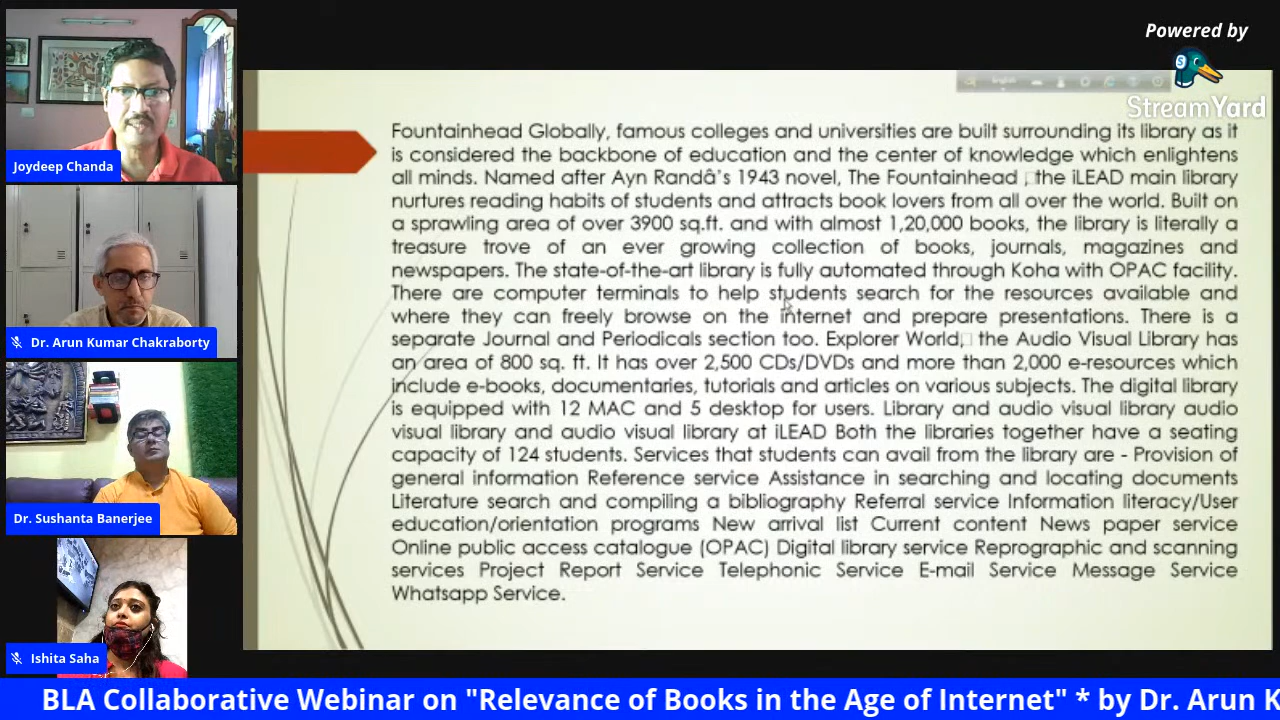 Powered by
StreamYard
Joydeep Chanda
Dr. Arun Kumar Chakraborty
Dr. Sushanta Banerjee
Ishita Saha
Fountainhead Globally, famous colleges and universities are built surrounding its library as it
is considered the backbone of education and the center of knowledge which enlightens
all minds. Named after Ayn Randâ's 1943 novel, The Fountainhead , the iLEAD main library
nurtures reading habits of students and attracts book lovers from all over the world. Built on
a sprawling area of over 3900 sq.ft. and with almost 1,20,000 books, the library is literally a
treasure trove of an ever growing collection of books, journals, magazines and
newspapers. The state-of-the-art library is fully automated through Koha with OPAC facility.
There are computer terminals to help students search for the resources available and
where they can freely browse on the internet and prepare presentations. There is a
separate Journal and Periodicals section too. Explorer World, the Audio Visual Library has
an area of 800 sq. ft. It has over 2,500 CDs/DVDs and more than 2,000 e-resources which
include e-books, documentaries, tutorials and articles on various subjects. The digital library
is equipped with 12 MAC and 5 desktop for users. Library and audio visual library audio
visual library and audio visual library at iLEAD Both the libraries together have a seating
capacity of 124 students. Services that students can avail from the library are - Provision of
general information Reference service Assistance in searching and locating documents
Literature search and compiling a bibliography Referral service Information literacy/User
education/orientation programs New arrival list Current content News paper service
Online public access catalogue (OPAC) Digital library service Reprographic and scanning
services Project Report Service Telephonic Service E-mail Service Message Service
Whatsapp Service.
BLA Collaborative Webinar on "Relevance of Books in the Age of Internet" * by Dr. Arun K